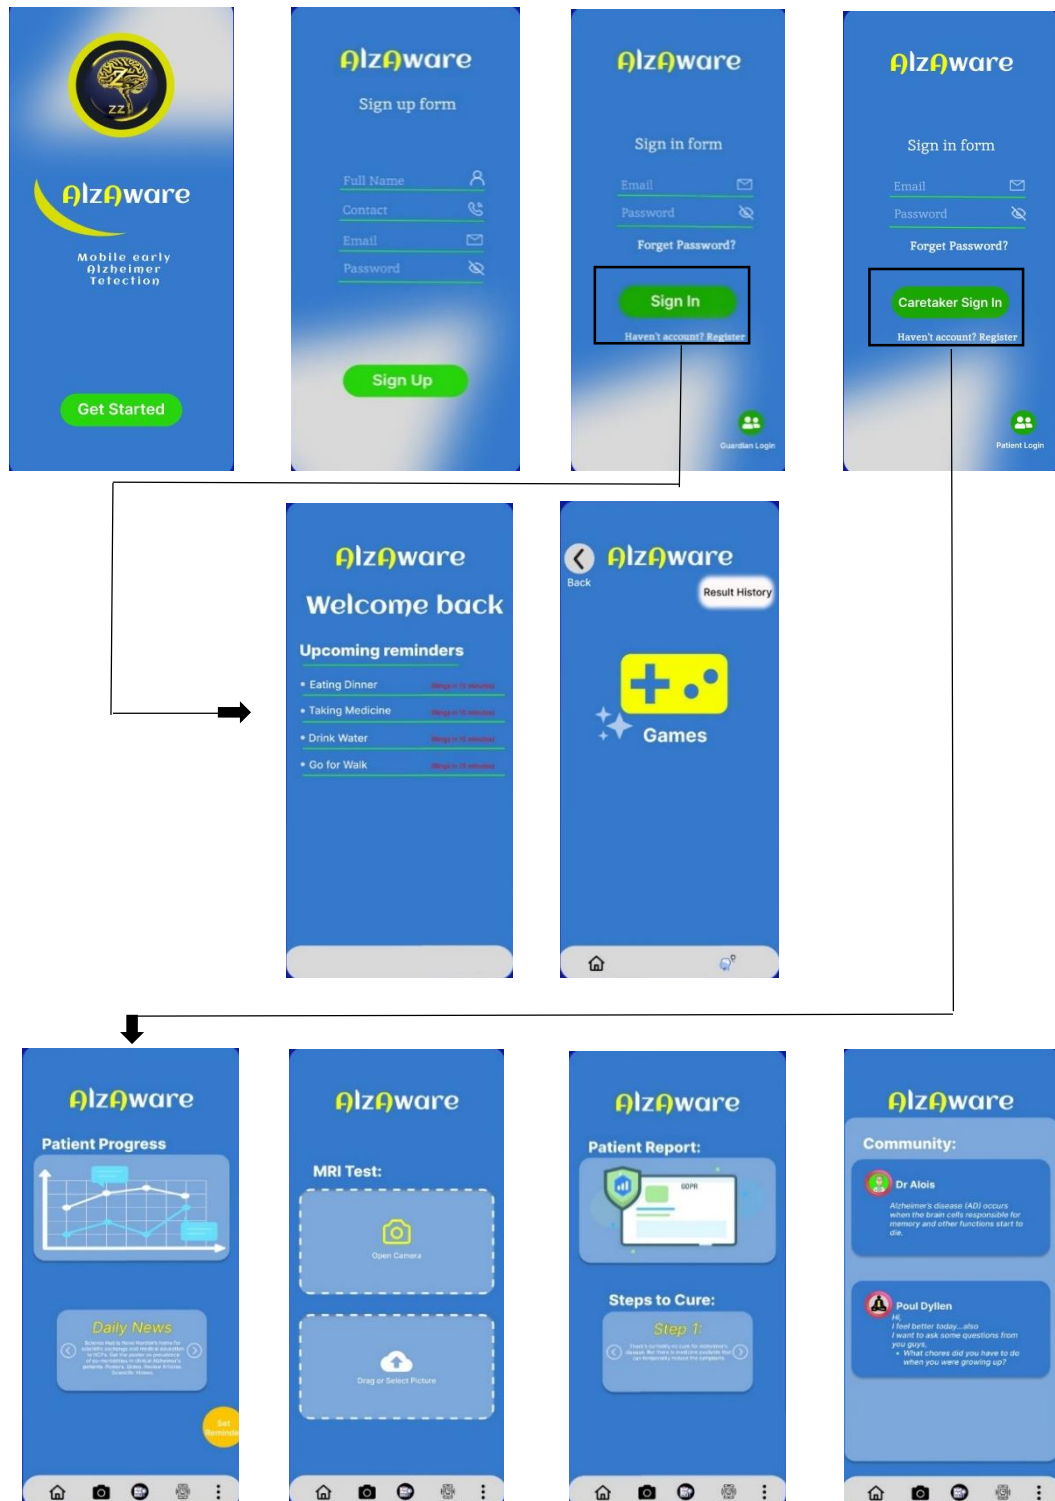 Z
ZZ
AlzAware
Mobile early
Alzheimer
Tetection
Get Started
AlzAware
Sign up form
Full Name
Contact
Email
Password
Sign Up
AlzAware
Sign in form
Email
Password
Forget Password?
Sign In
Haven't account? Register
Guardian Login
AlzAware
Sign in form
Email
Password
Forget Password?
Caretaker Sign In
Haven't account? Register
Patient Login
AlzAware
Welcome back
Upcoming reminders
• Eating Dinner
• Taking Medicine
• Drink Water
• Go for Walk
AlzAware
Back
Result History
Games
AlzAware
Patient Progress
Daily News
Set
Reminder
AlzAware
MRI Test:
Open Camera
Drag or Select Picture
AlzAware
Patient Report:
GDPR
Steps to Cure:
Step 1:
AlzAware
Community:
Dr Alois
Alzheimer's disease (AD) occurs
when the brain cells responsible for
memory and other functions start to
die.
Poul Dyllen
Hi,
I feel better today...also
I want to ask some questions from
you guys,
• What chores did you have to do
when you were growing up?